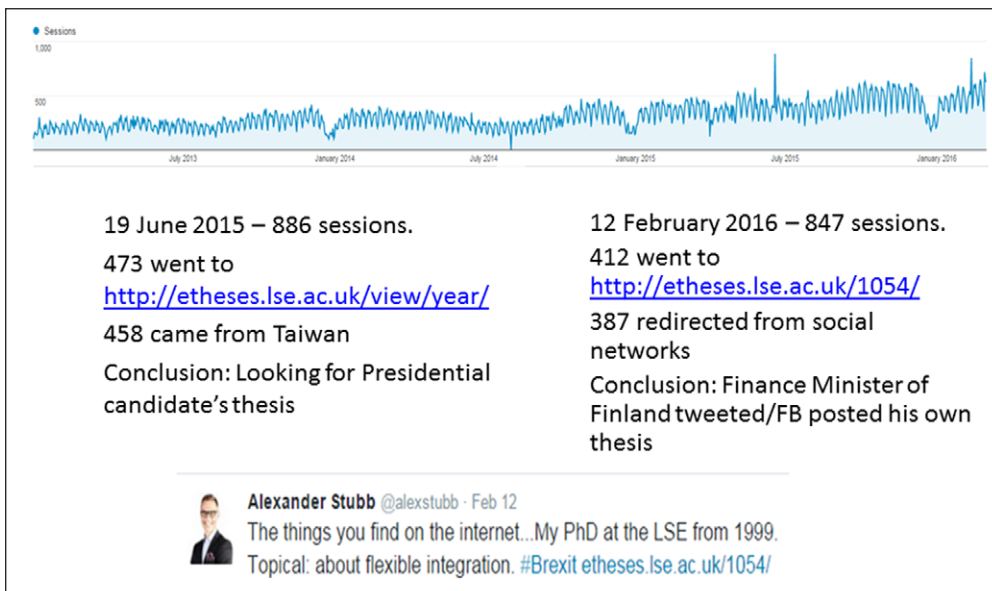 Sessions
1,000
500
July 2013
January 2014
July 2014
January 2015
July 2015
January 2016
19 June 2015 – 886 sessions.
473 went to
http://etheses.lse.ac.uk/view/year/
458 came from Taiwan
Conclusion: Looking for Presidential
candidate's thesis
12 February 2016 – 847 sessions.
412 went to
http://etheses.lse.ac.uk/1054/
387 redirected from social
networks
Conclusion: Finance Minister of
Finland tweeted/FB posted his own
thesis
Alexander Stubb @alexstubb · Feb 12
The things you find on the internet...My PhD at the LSE from 1999.
Topical: about flexible integration. #Brexit etheses.lse.ac.uk/1054/